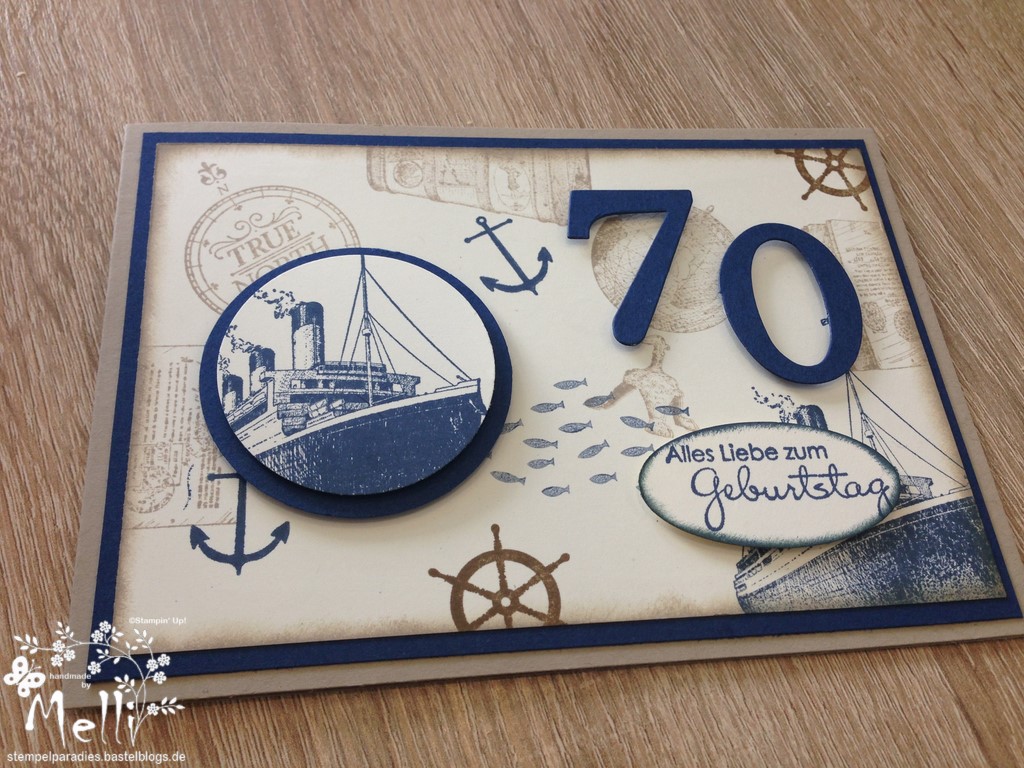 N
TRUE
NORTH
70
Alles Liebe zum
Geburtstag
©Stampin' Up!
handmade
by
Melli
stempelparadies.bastelblogs.de